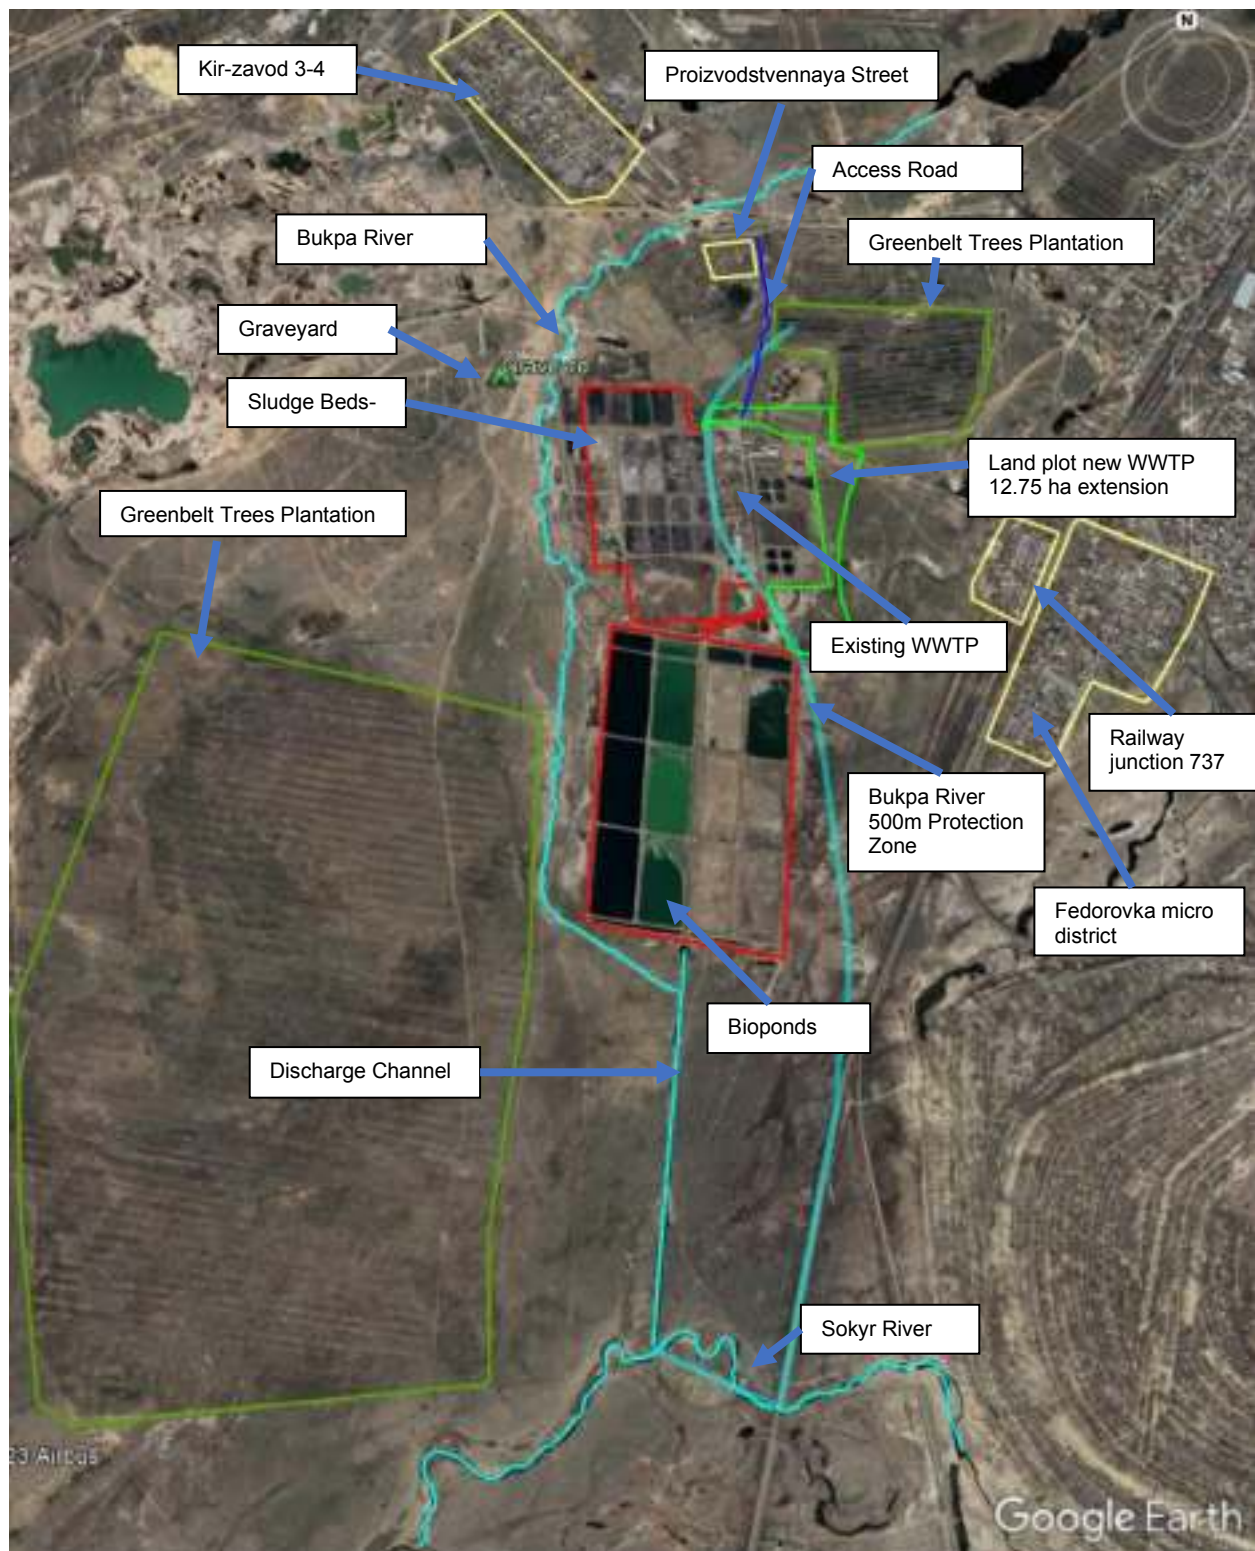 N
Kir-zavod 3-4
Proizvodstvennaya Street
Access Road
Bukpa River
Greenbelt Trees Plantation
Graveyard
Sludge Beds-
Land plot new WWTP
12.75 ha extension
Greenbelt Trees Plantation
Existing WWTP
Railway
junction 737
Bukpa River
500m Protection
Zone
Fedorovka micro
district
Bioponds
Discharge Channel
Sokyr River
23 Airbus
Google Earth